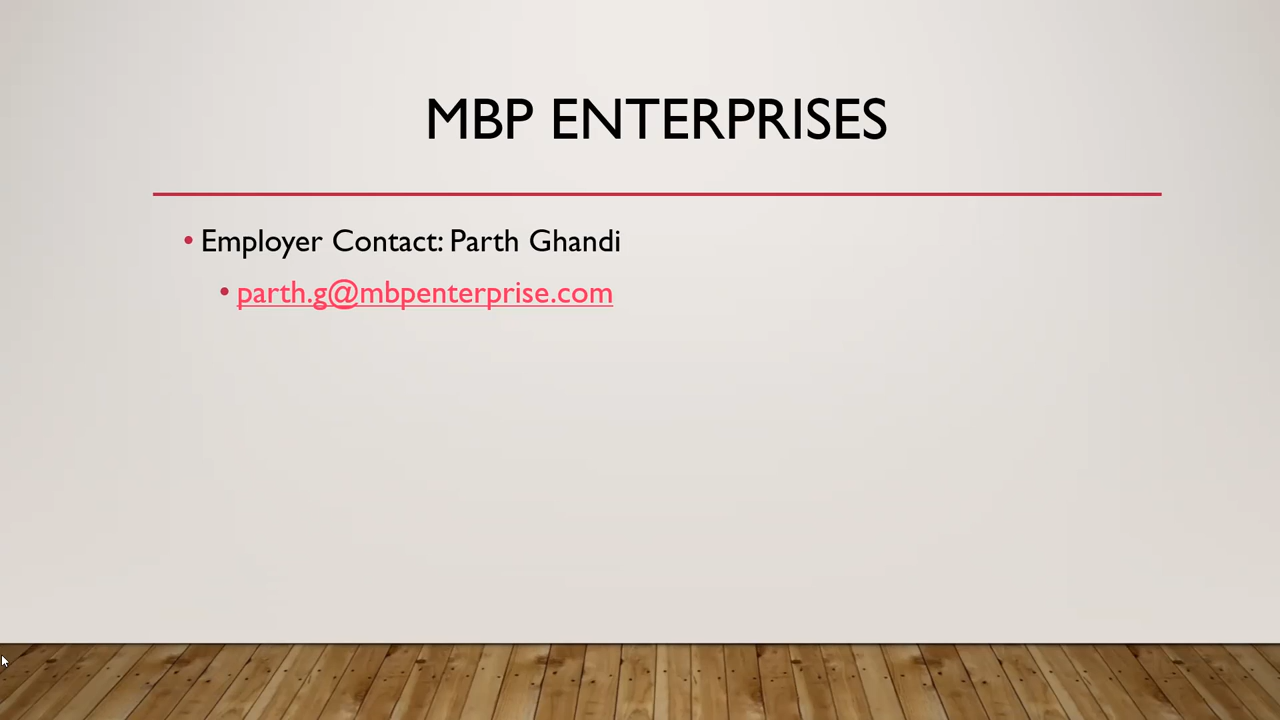 MBP ENTERPRISES
• Employer Contact: Parth Ghandi
• parth.g@mbpenterprise.com